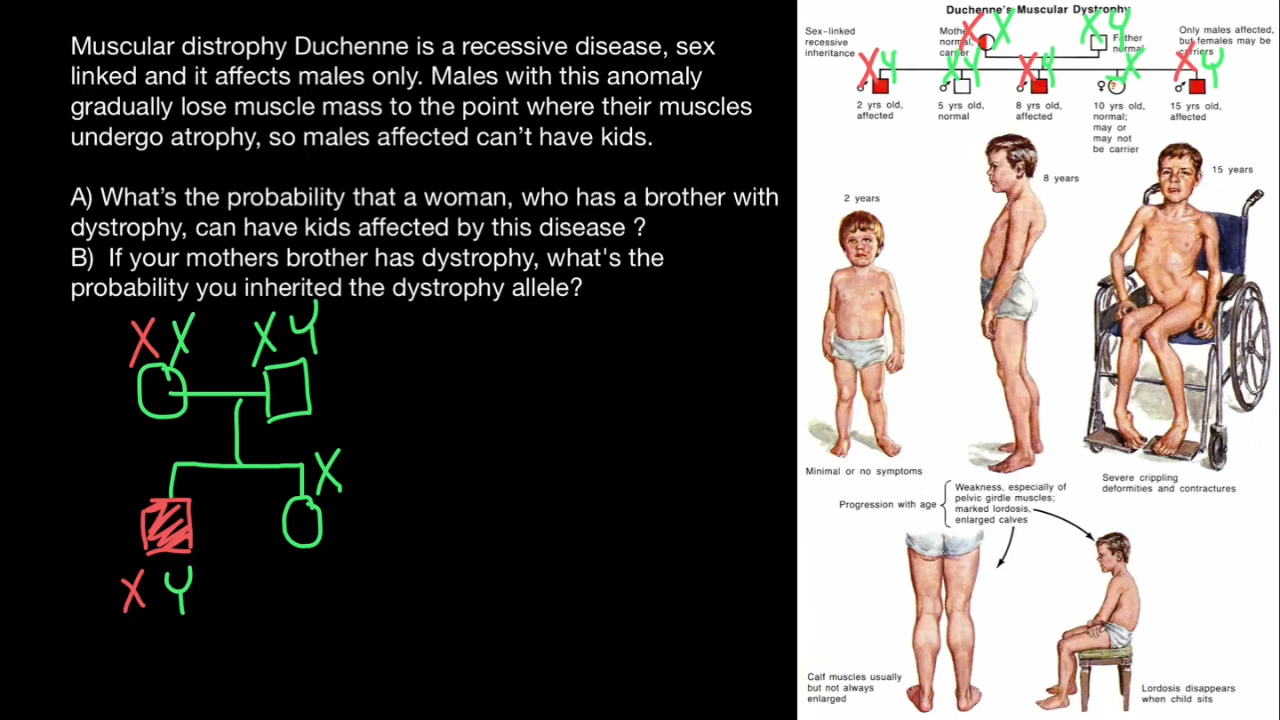 Muscular distrophy Duchenne is a recessive disease, sex
linked and it affects males only. Males with this anomaly
gradually lose muscle mass to the point where their muscles
undergo atrophy, so males affected can't have kids.
A) What's the probability that a woman, who has a brother with
dystrophy, can have kids affected by this disease ?
B) If your mothers brother has dystrophy, what's the
probability you inherited the dystrophy allele?
X X X Y
X
X Y
Duchenne's Muscular Dystrophy
Sex-linked
recessive
inheritance
normal,
carrier
X X
X Y
Father
normal
Only males affected,
but females may be
carriers
X Y
X Y
X Y
X
X Y
♂
♂
♂
♀
?
♂
2 yrs old,
affected
5 yrs old,
normal
8 yrs old,
affected
10 yrs old,
normal;
may or
may not
be carrier
15 yrs old,
affected
2 years
8 years
15 years
Minimal or no symptoms
Progression with age
Weakness, especially of
pelvic girdle muscles;
marked lordosis,
enlarged calves
Severe crippling
deformities and contractures
Calf muscles usually
but not always
enlarged
Lordosis disappears
when child sits